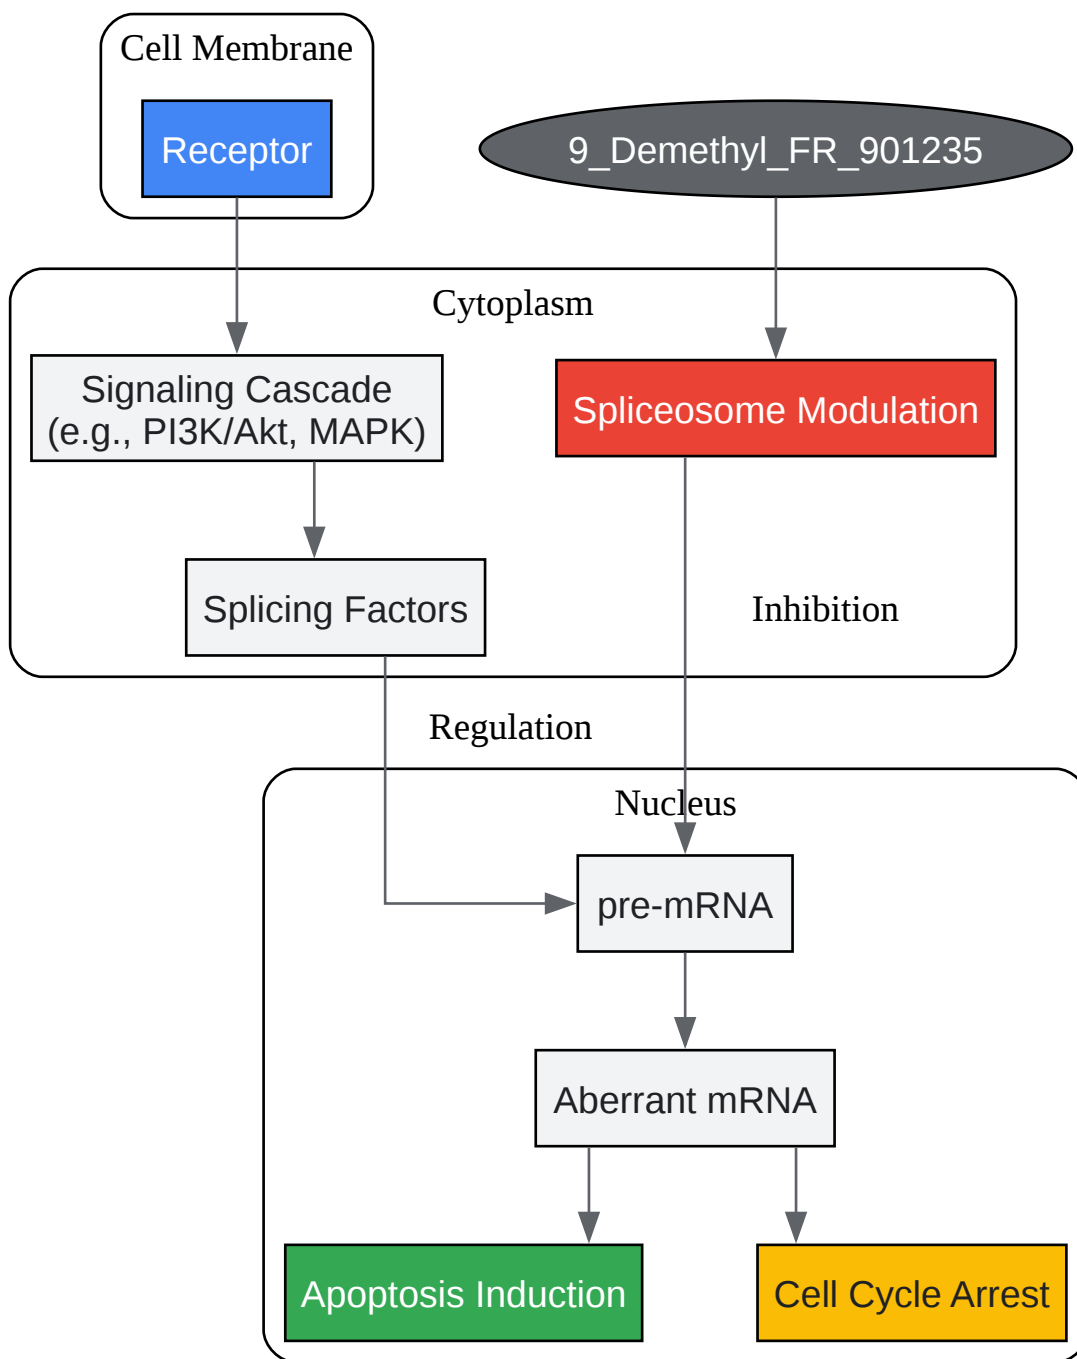 Cell Membrane
Receptor
9_Demethyl_FR_901235
Cytoplasm
Signaling Cascade
(e.g., PI3K/Akt, MAPK)
Spliceosome Modulation
Splicing Factors
Inhibition
Regulation
Nucleus
pre-mRNA
Aberrant mRNA
Apoptosis Induction
Cell Cycle Arrest